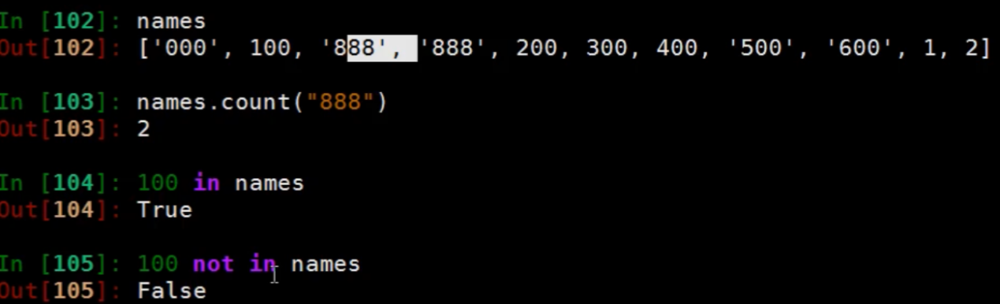 In [102]: names
Out[102]: ['000', 100, '888', '888', 200, 300, 400, '500', '600', 1, 2]
In [103]: names.count("888")
Out[103]: 2
In [104]: 100 in names
Out[104]: True
In [105]: 100 not in names
Out[105]: False